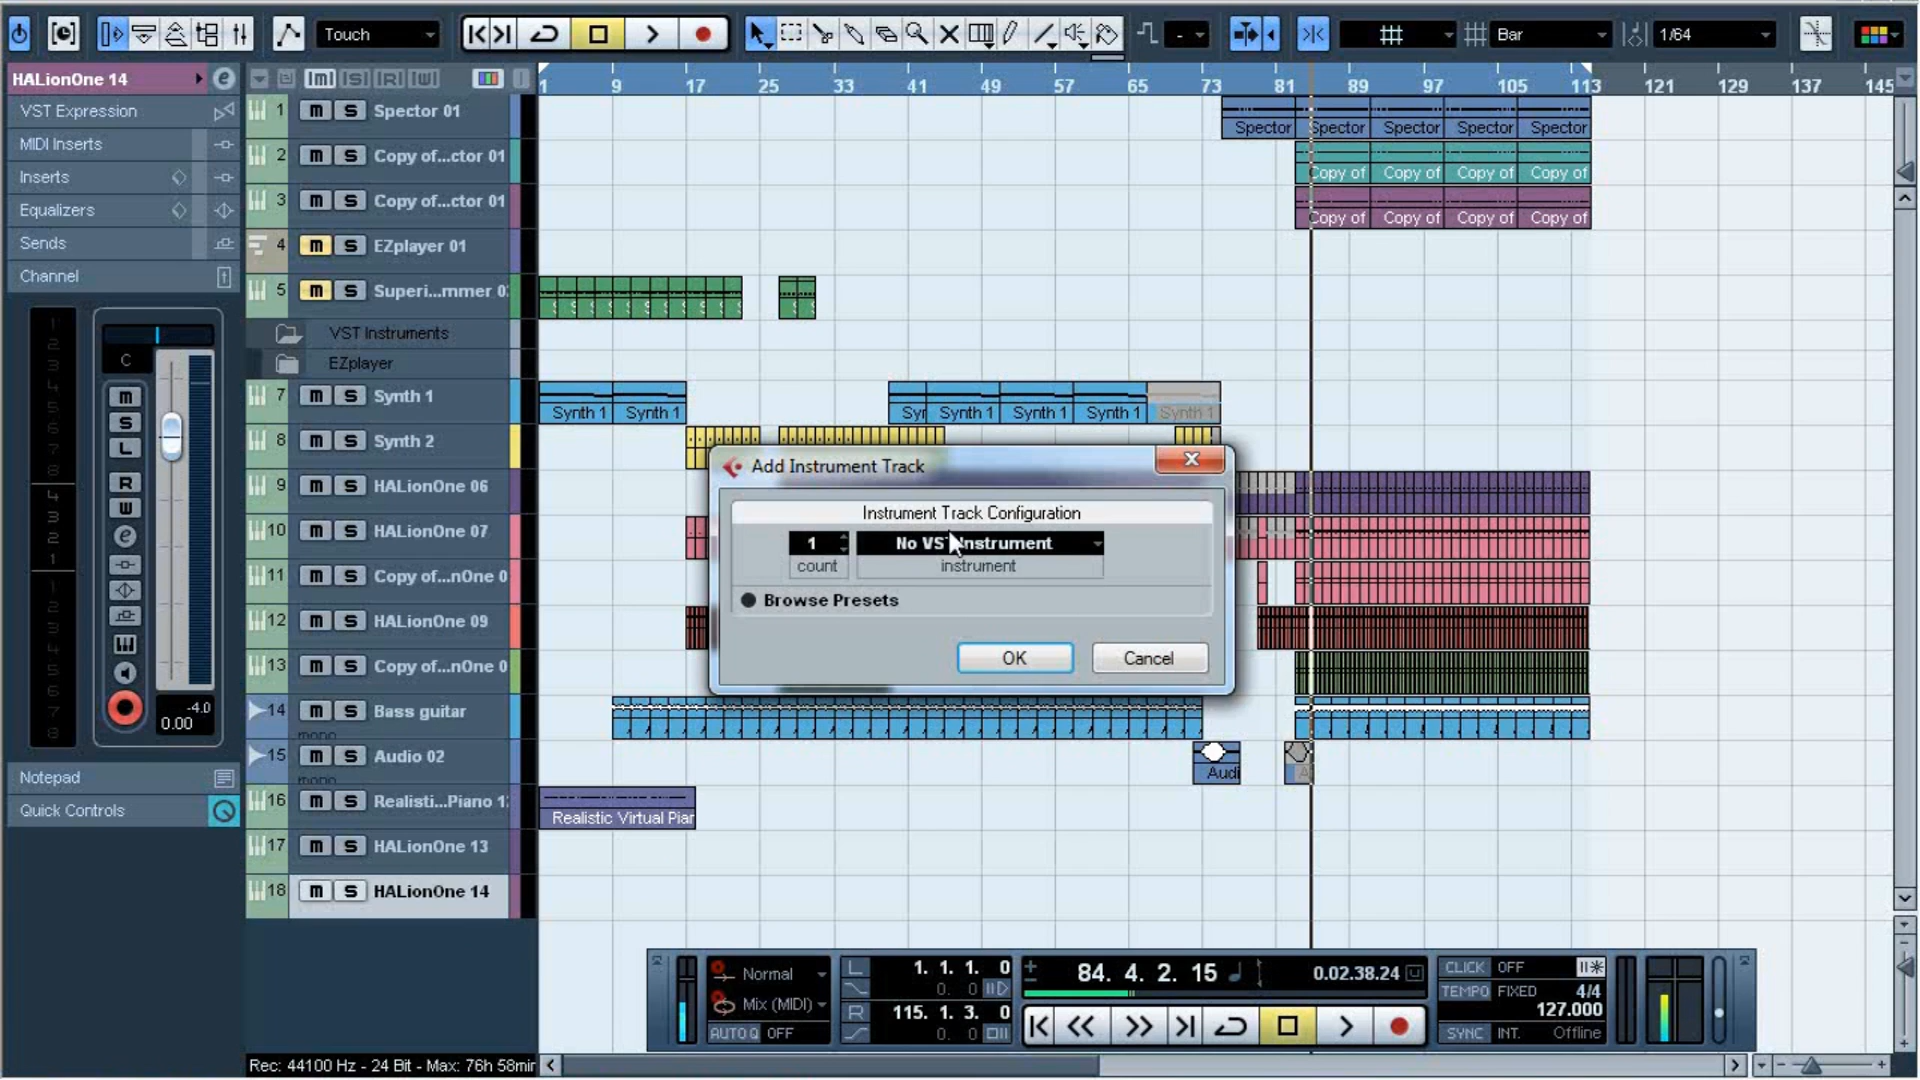 Touch
Bar
1/64
HALionOne 14
1 9 17 25 33 41 49 57 65 73 81 89 97 105 113 121 129 137 145
VST Expression
MIDI Inserts
Inserts
Equalizers
Sends
Channel
C
m
S
L
R
W
-4.0
0.00
Notepad
Quick Controls
1 m S Spector 01
2 m S Copy of...ctor 01
3 m S Copy of...ctor 01
4 m S EZplayer 01
5 m S Superi...mmer 0
VST Instruments
EZplayer
7 m S Synth 1
8 m S Synth 2
9 m S HALionOne 06
10 m S HALionOne 07
11 m S Copy of...nOne 0
12 m S HALionOne 09
13 m S Copy of...nOne 0
14 m S Bass guitar
mono
15 m S Audio 02
mono
16 m S Realisti...Piano 1
17 m S HALionOne 13
18 m S HALionOne 14
Spector Spector Spector Spector Spector
Copy of Copy of Copy of Copy of
Copy of Copy of Copy of Copy of
Synth 1 Synth 1 Syr Synth 1 Synth 1 Synth 1 Synth 1
Audi
Realistic Virtual Piar
Add Instrument Track
Instrument Track Configuration
1 No VST Instrument
count instrument
Browse Presets
OK Cancel
Normal
Mix (MIDI)
AUTO Q OFF
L 1. 1. 1. 0
0. 0
R 115. 1. 3. 0
0. 0
84. 4. 2. 15 0.02.38.24
CLICK OFF
TEMPO FIXED 4/4
127.000
SYNC INT. Offline
Rec: 44100 Hz - 24 Bit - Max: 76h 58min